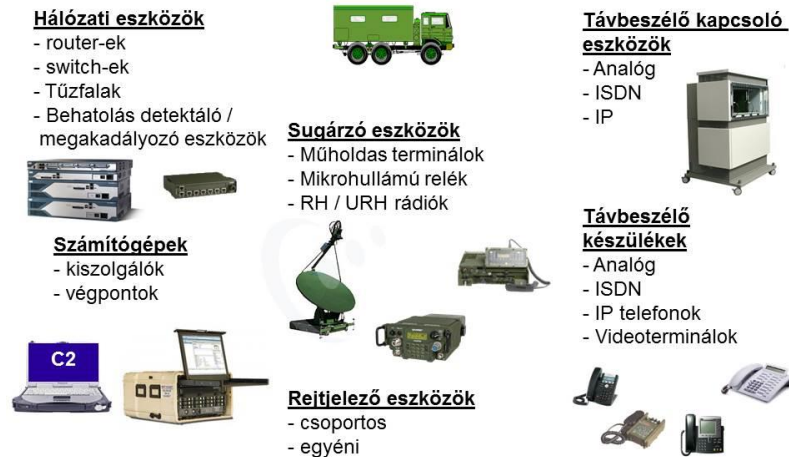 Hálózati eszközök
- router-ek
- switch-ek
- Tűzfalak
- Behatolás detektáló /
megakadályozó eszközök
Számítógépek
- kiszolgálók
- végpontok
C2
Sugárzó eszközök
- Műholdas terminálok
- Mikrohullámú relék
- RH / URH rádiók
Rejtjelező eszközök
- csoportos
- egyéni
Távbeszélő kapcsoló
eszközök
- Analóg
- ISDN
- IP
Távbeszélő
készülékek
- Analóg
- ISDN
- IP telefonok
- Videoterminálok